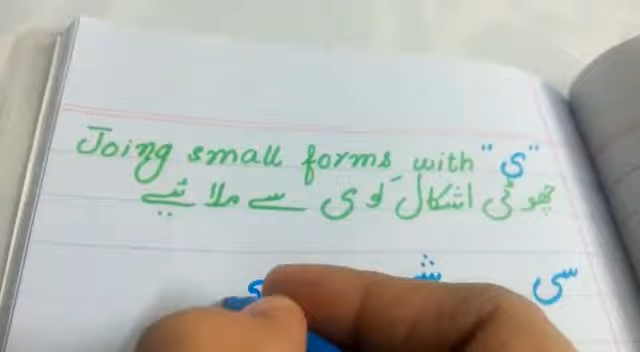 Joing small forms with "ی"
چھوٹی اشکال کو ی سے ملائیے
سی